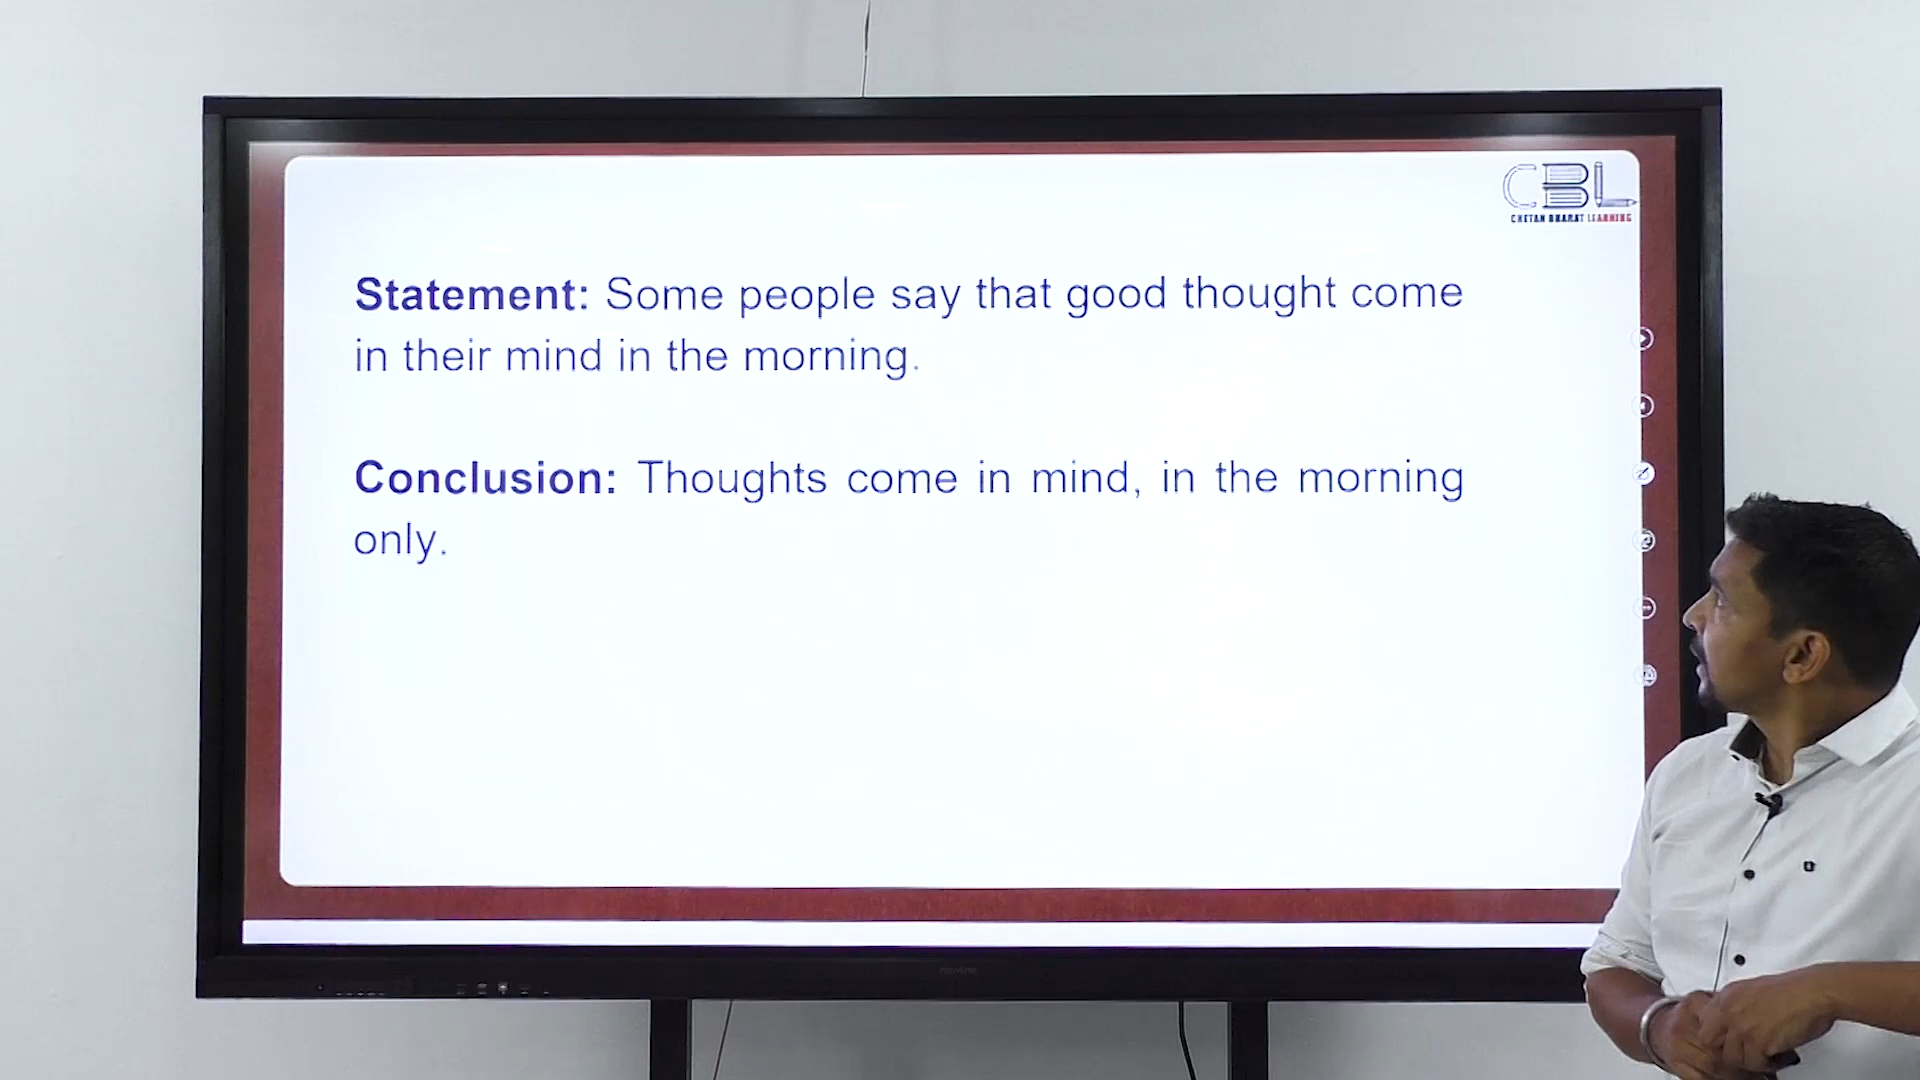 CBL
CHETAN BHARAT LEARNING
Statement: Some people say that good thought come
in their mind in the morning.
Conclusion: Thoughts come in mind, in the morning
only.
newline